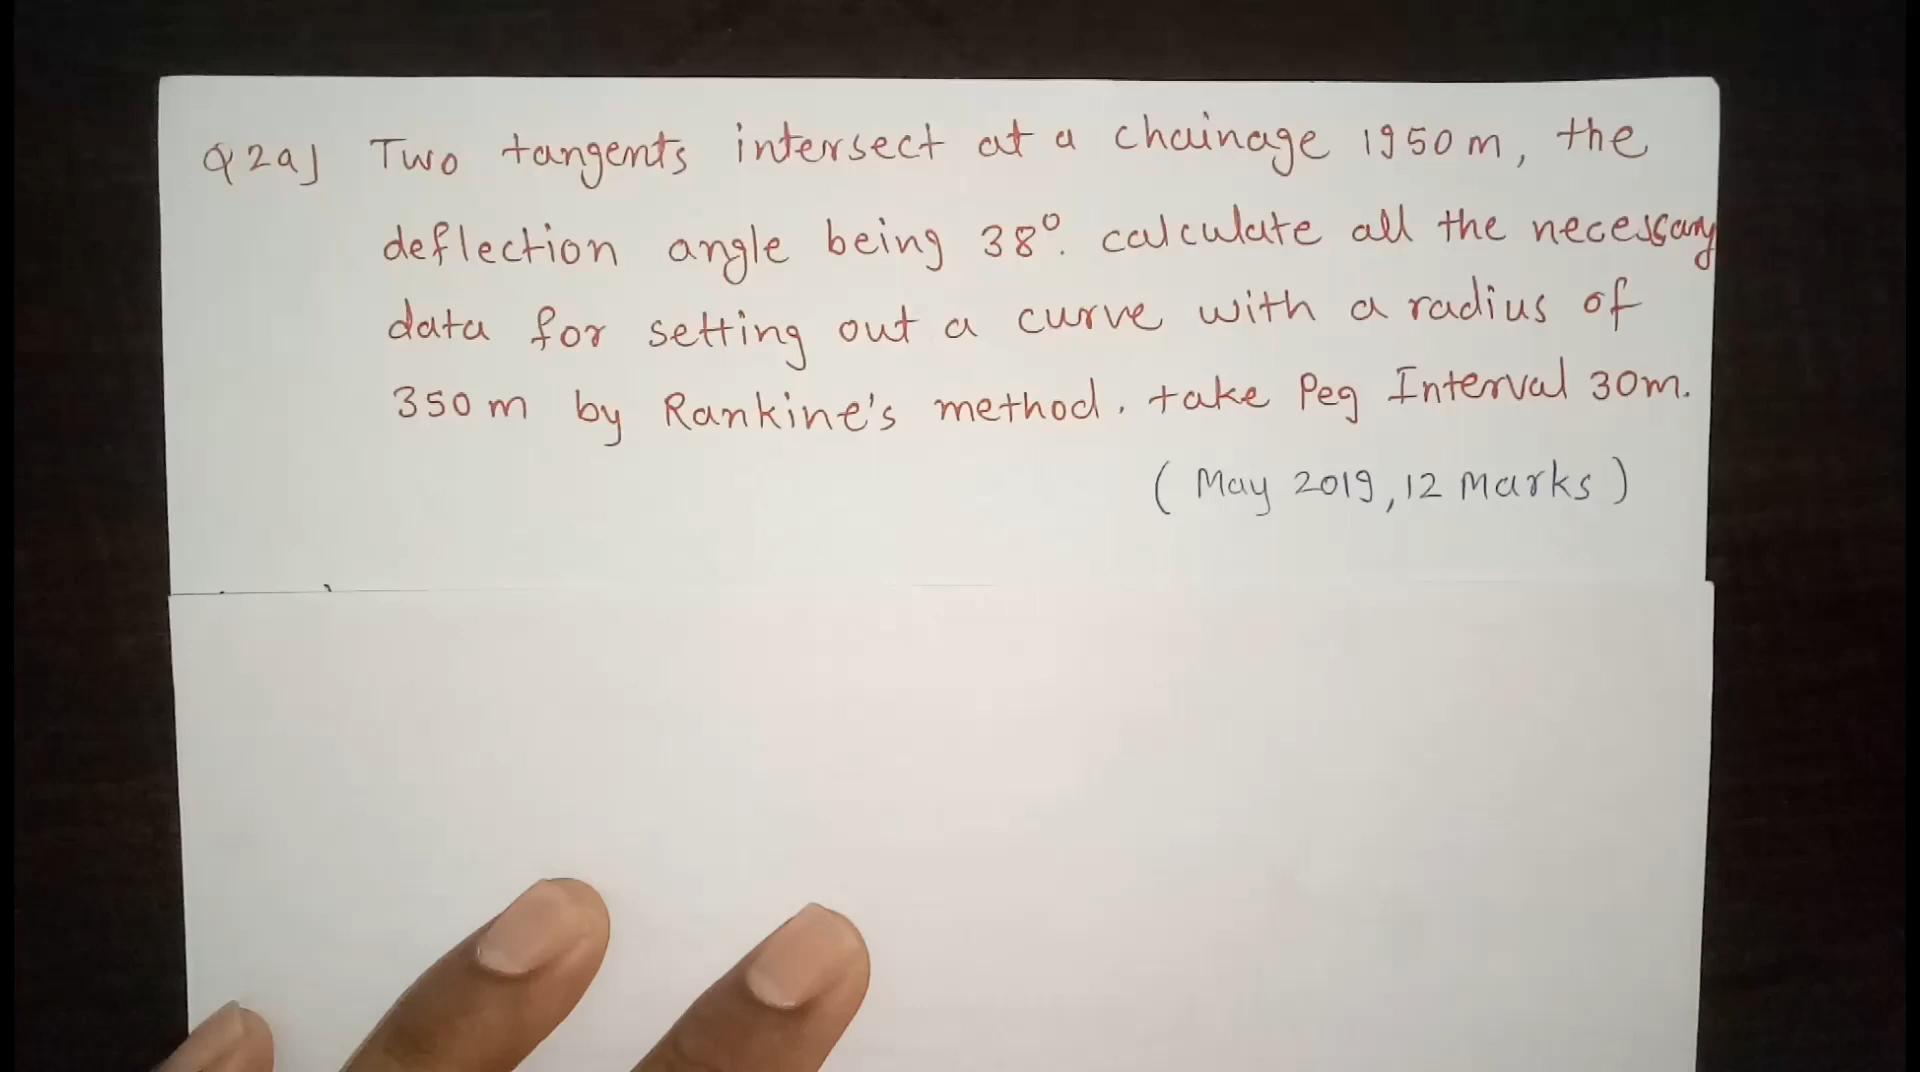 Q2a] Two tangents intersect at a chainage 1950 m, the
deflection angle being 38°. calculate all the necessary
data for setting out a curve with a radius of
350 m by Rankine's method. take Peg Interval 30m.
( May 2019, 12 Marks )